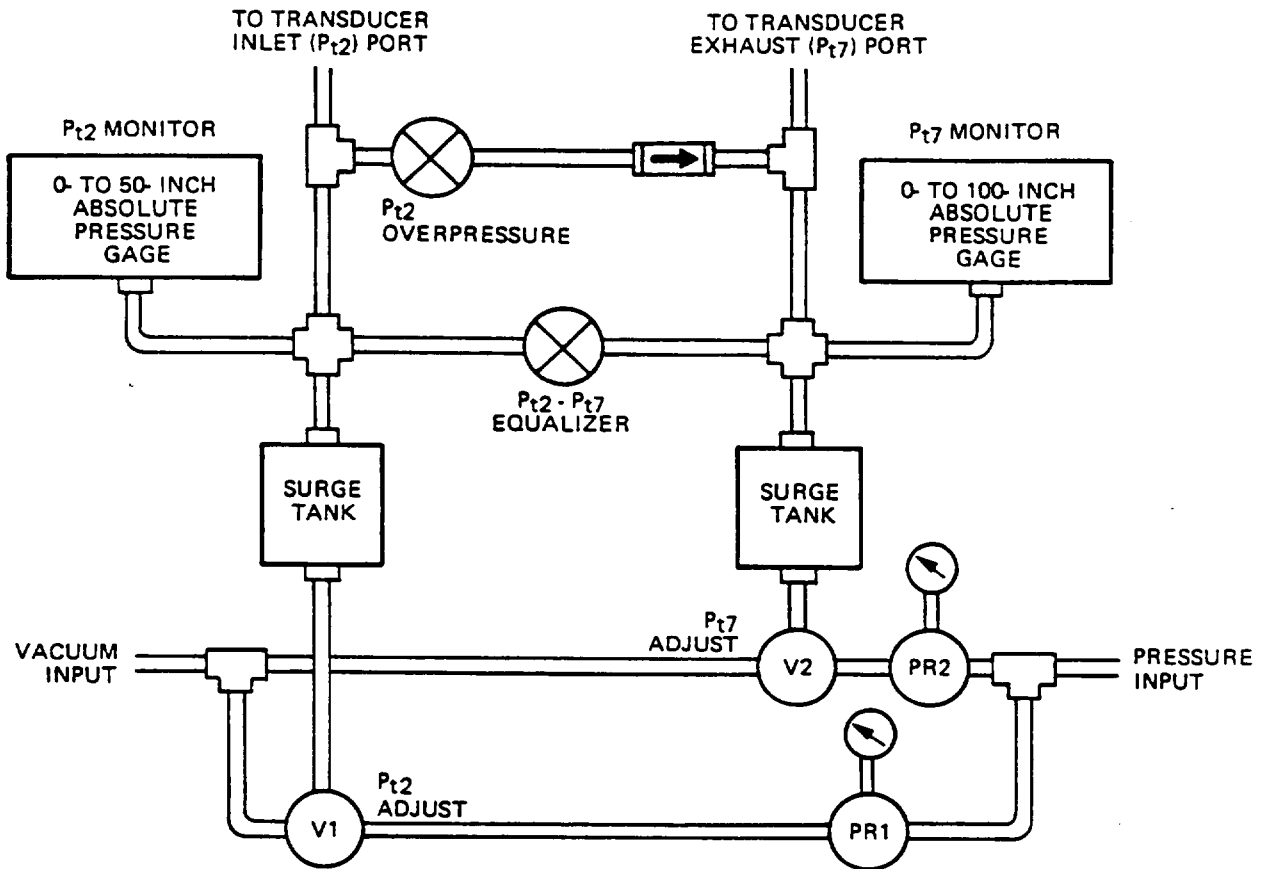 TO TRANSDUCER
INLET (Pt2) PORT
TO TRANSDUCER
EXHAUST (Pt7) PORT
Pt2 MONITOR
0- TO 50- INCH
ABSOLUTE
PRESSURE
GAGE
Pt2
OVERPRESSURE
Pt7 MONITOR
0- TO 100- INCH
ABSOLUTE
PRESSURE
GAGE
Pt2 - Pt7
EQUALIZER
SURGE
TANK
SURGE
TANK
VACUUM
INPUT
Pt7
ADJUST
V2
PR2
PRESSURE
INPUT
Pt2
ADJUST
V1
PR1